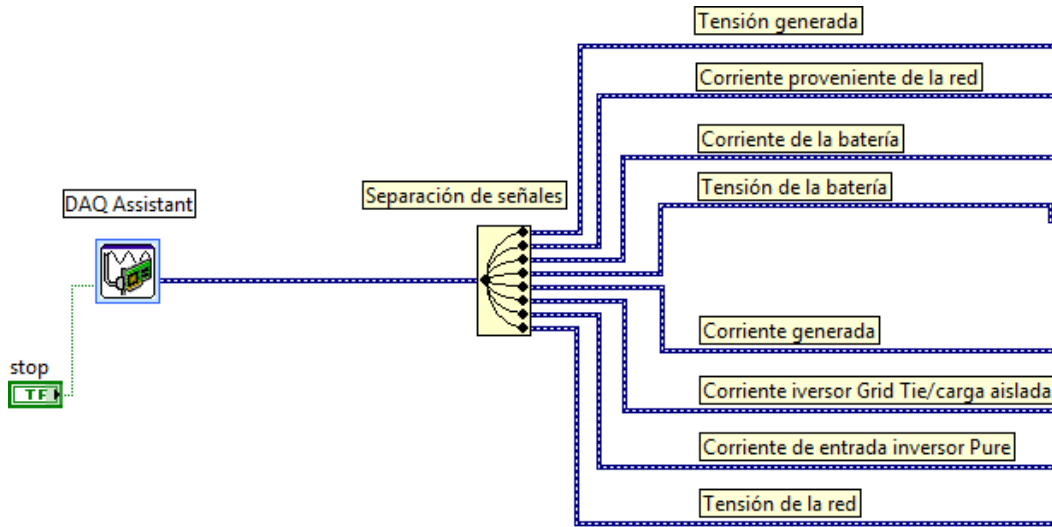 Tensión generada
Corriente proveniente de la red
Corriente de la batería
Tensión de la batería
Separación de señales
DAQ Assistant
Corriente generada
stop
TF
Corriente iversor Grid Tie/carga aislada
Corriente de entrada inversor Pure
Tensión de la red